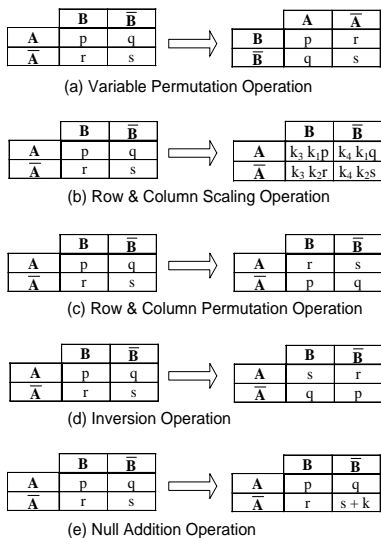 B B̅ A A̅
A p q B p r
A̅ r s B̅ q s
(a) Variable Permutation Operation
B B̅ B B̅
A p q A k₃ k₁p k₄ k₁q
A̅ r s A̅ k₃ k₂r k₄ k₂s
(b) Row & Column Scaling Operation
B B̅ B B̅
A p q A r s
A̅ r s A̅ p q
(c) Row & Column Permutation Operation
B B̅ B B̅
A p q A s r
A̅ r s A̅ q p
(d) Inversion Operation
B B̅ B B̅
A p q A p q
A̅ r s A̅ r s + k
(e) Null Addition Operation